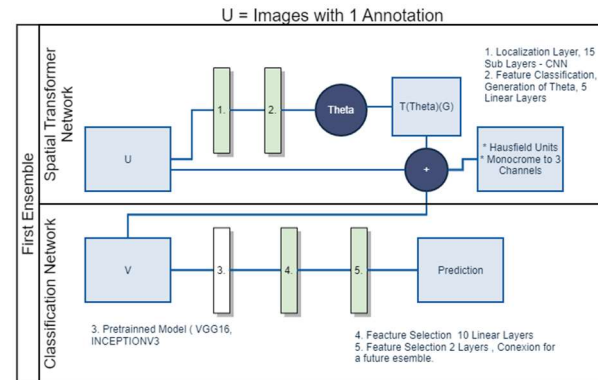 U = Images with 1 Annotation
First Ensemble
Spatial Transformer
Network
U
1.
2.
Theta
T(Theta)(G)
+
* Hausfield Units
* Monocrome to 3
Channels
1. Localization Layer, 15
Sub Layers - CNN
2. Feature Classification,
Generation of Theta, 5
Linear Layers
Classification Network
V
3.
4.
5.
Prediction
3. Pretrainned Model ( VGG16,
INCEPTIONV3
4. Feacture Selection 10 Linear Layers
5. Feature Selection 2 Layers , Conexion for
a future esemble.